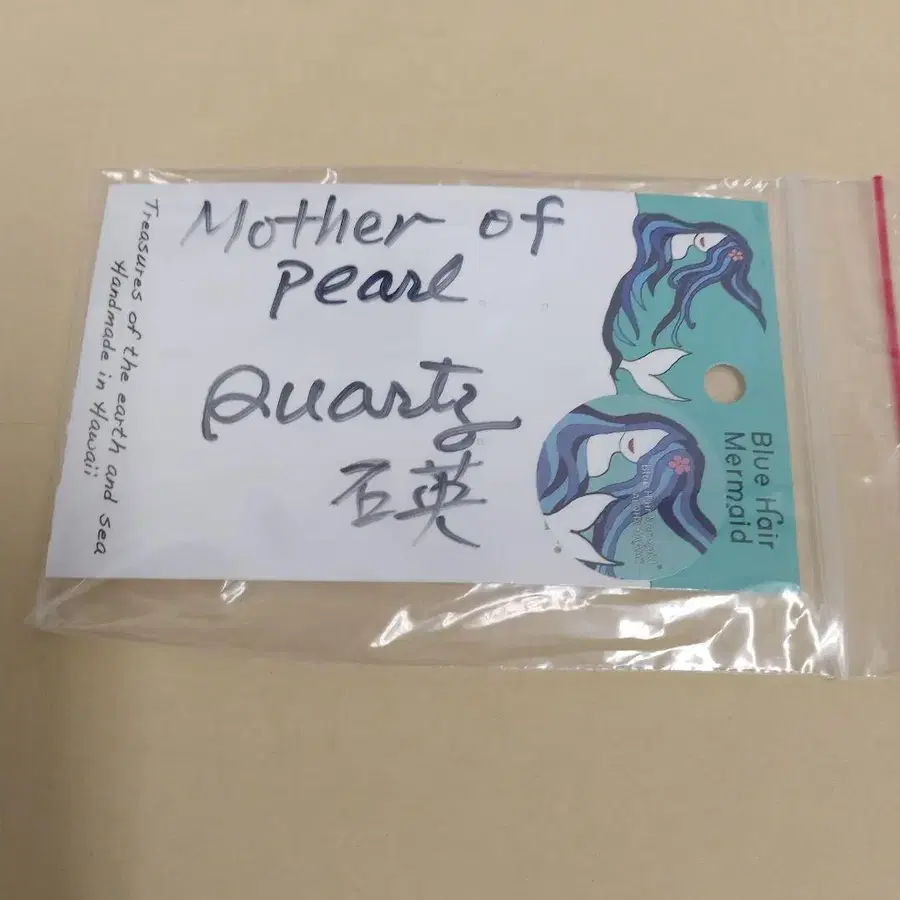 Mother of
pearl
Quartz
石英
Treasures of the earth and sea
Handmade in Hawaii
Blue Hair
Mermaid